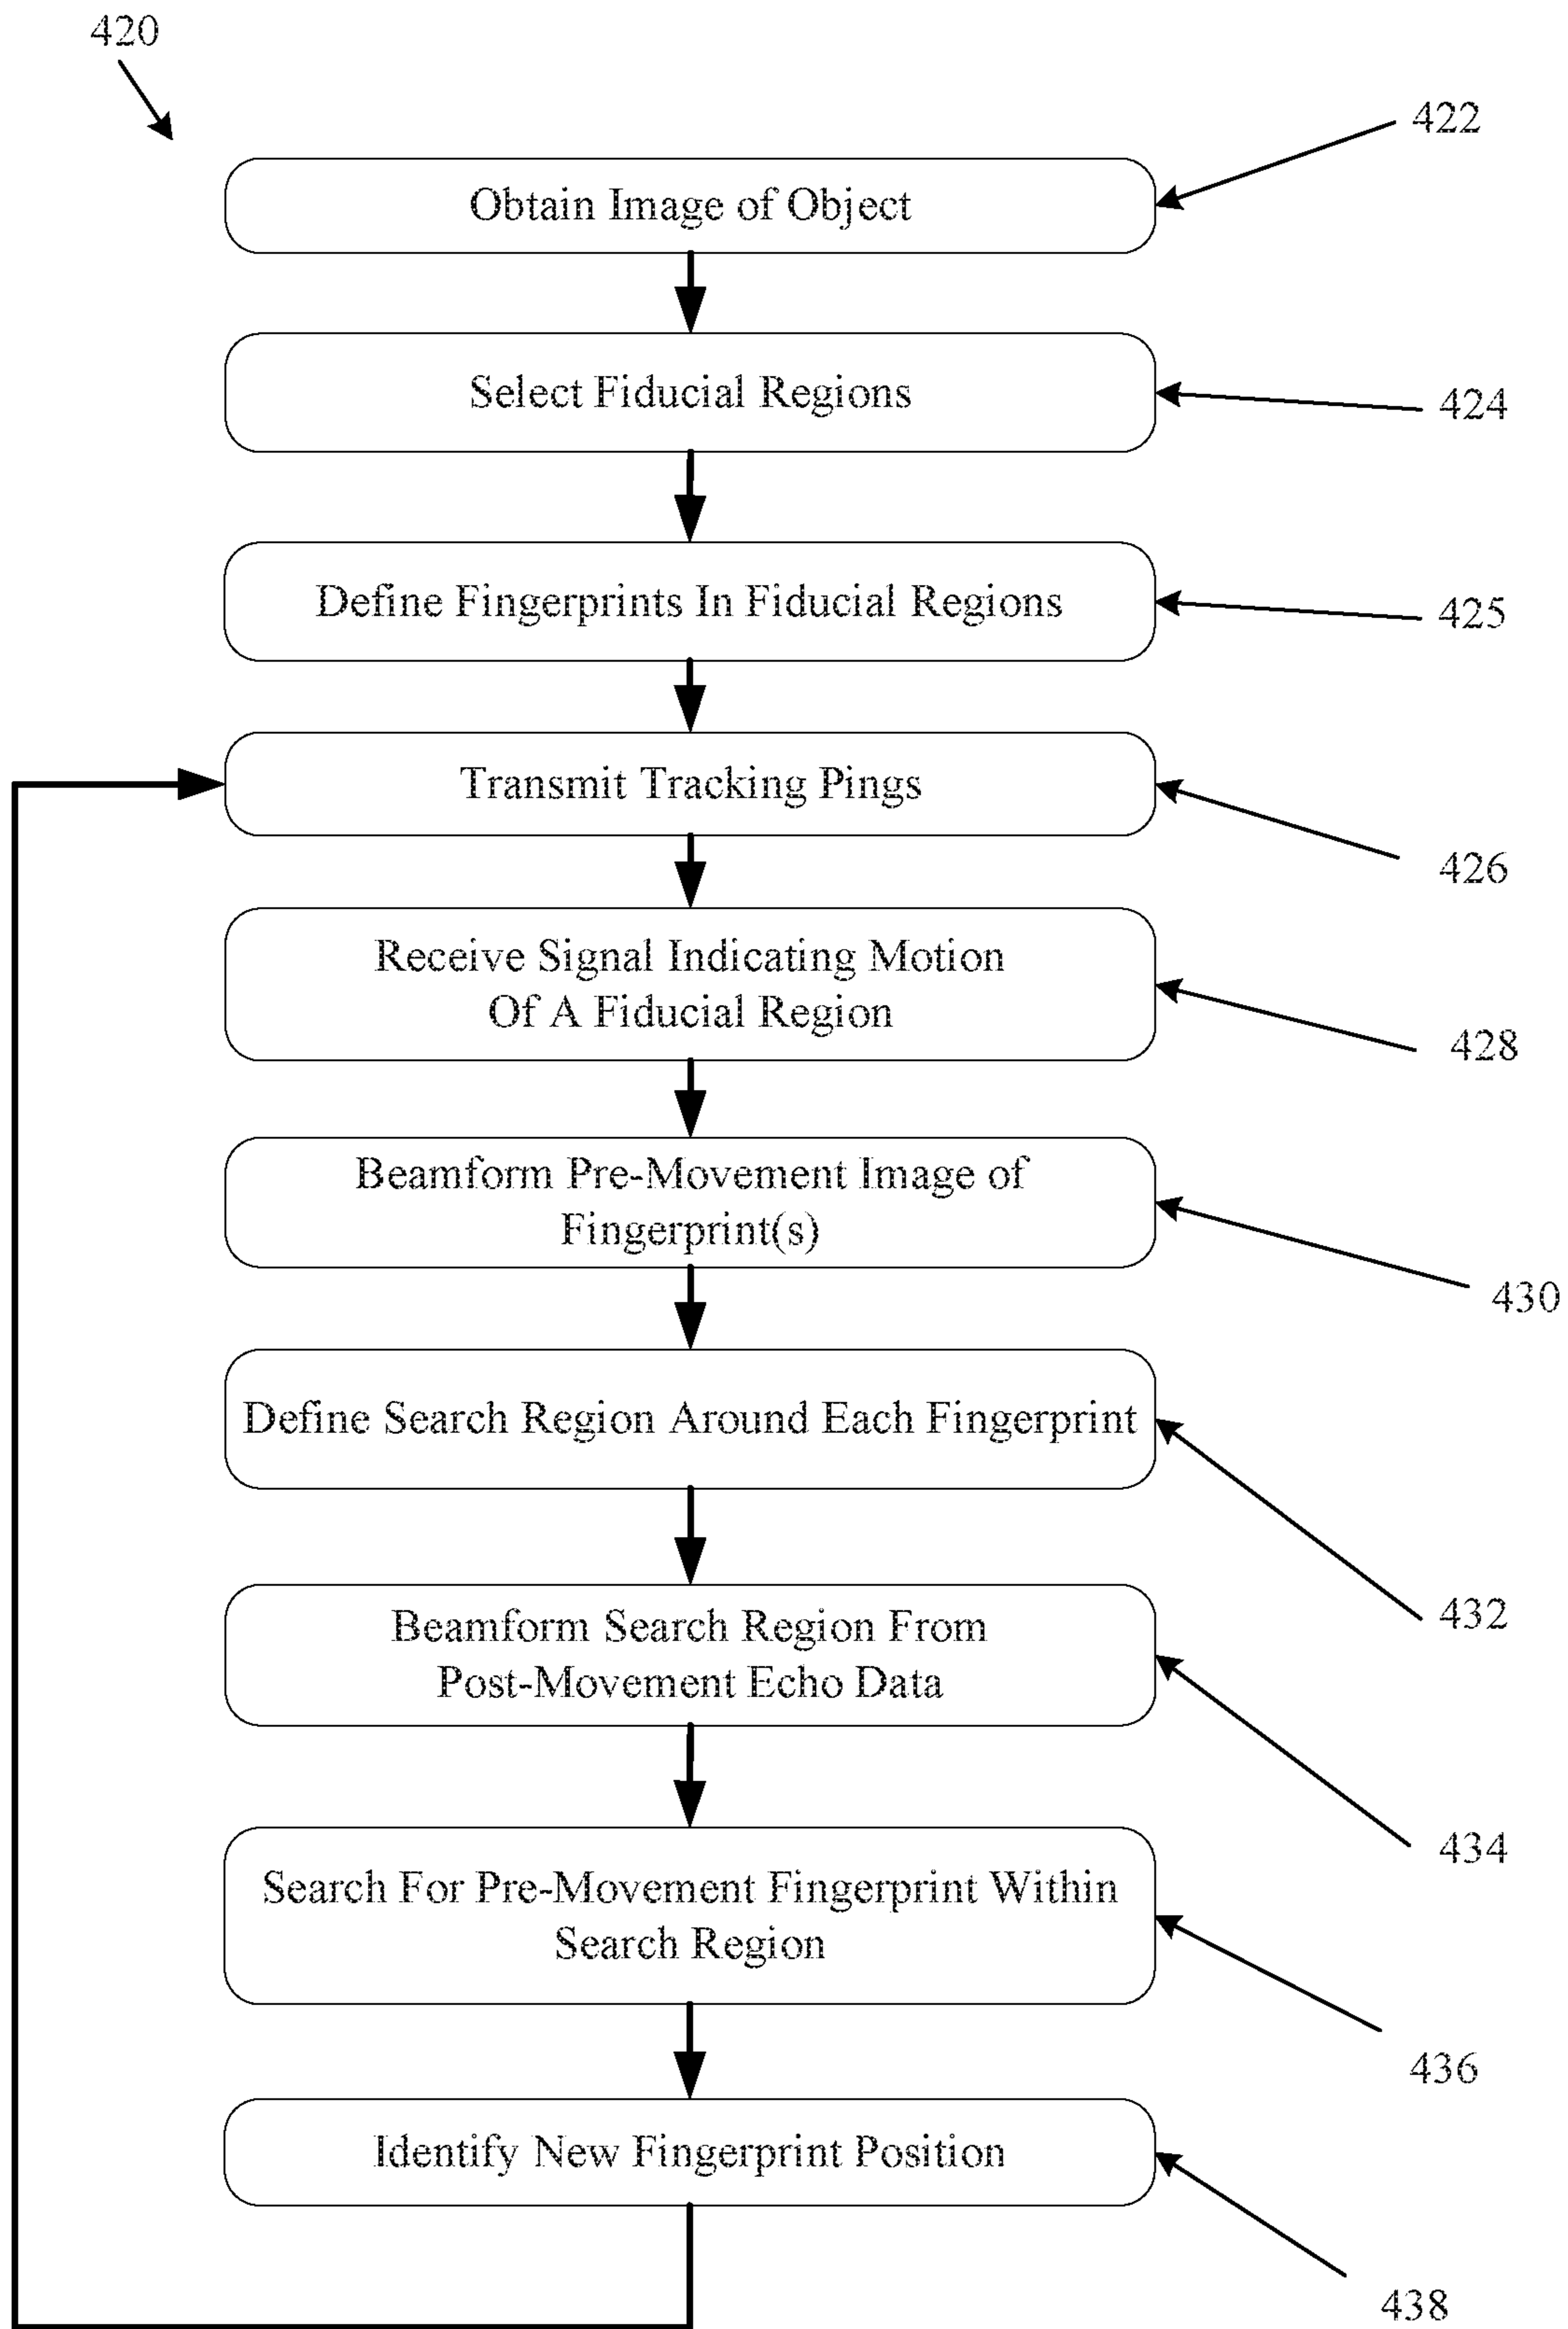 420
422
Obtain Image of Object
Select Fiducial Regions
424
Define Fingerprints In Fiducial Regions
425
Transmit Tracking Pings
426
Receive Signal Indicating Motion
Of A Fiducial Region
428
Beamform Pre-Movement Image of
Fingerprint(s)
430
Define Search Region Around Each Fingerprint
432
Beamform Search Region From
Post-Movement Echo Data
434
Search For Pre-Movement Fingerprint Within
Search Region
436
Identify New Fingerprint Position
438